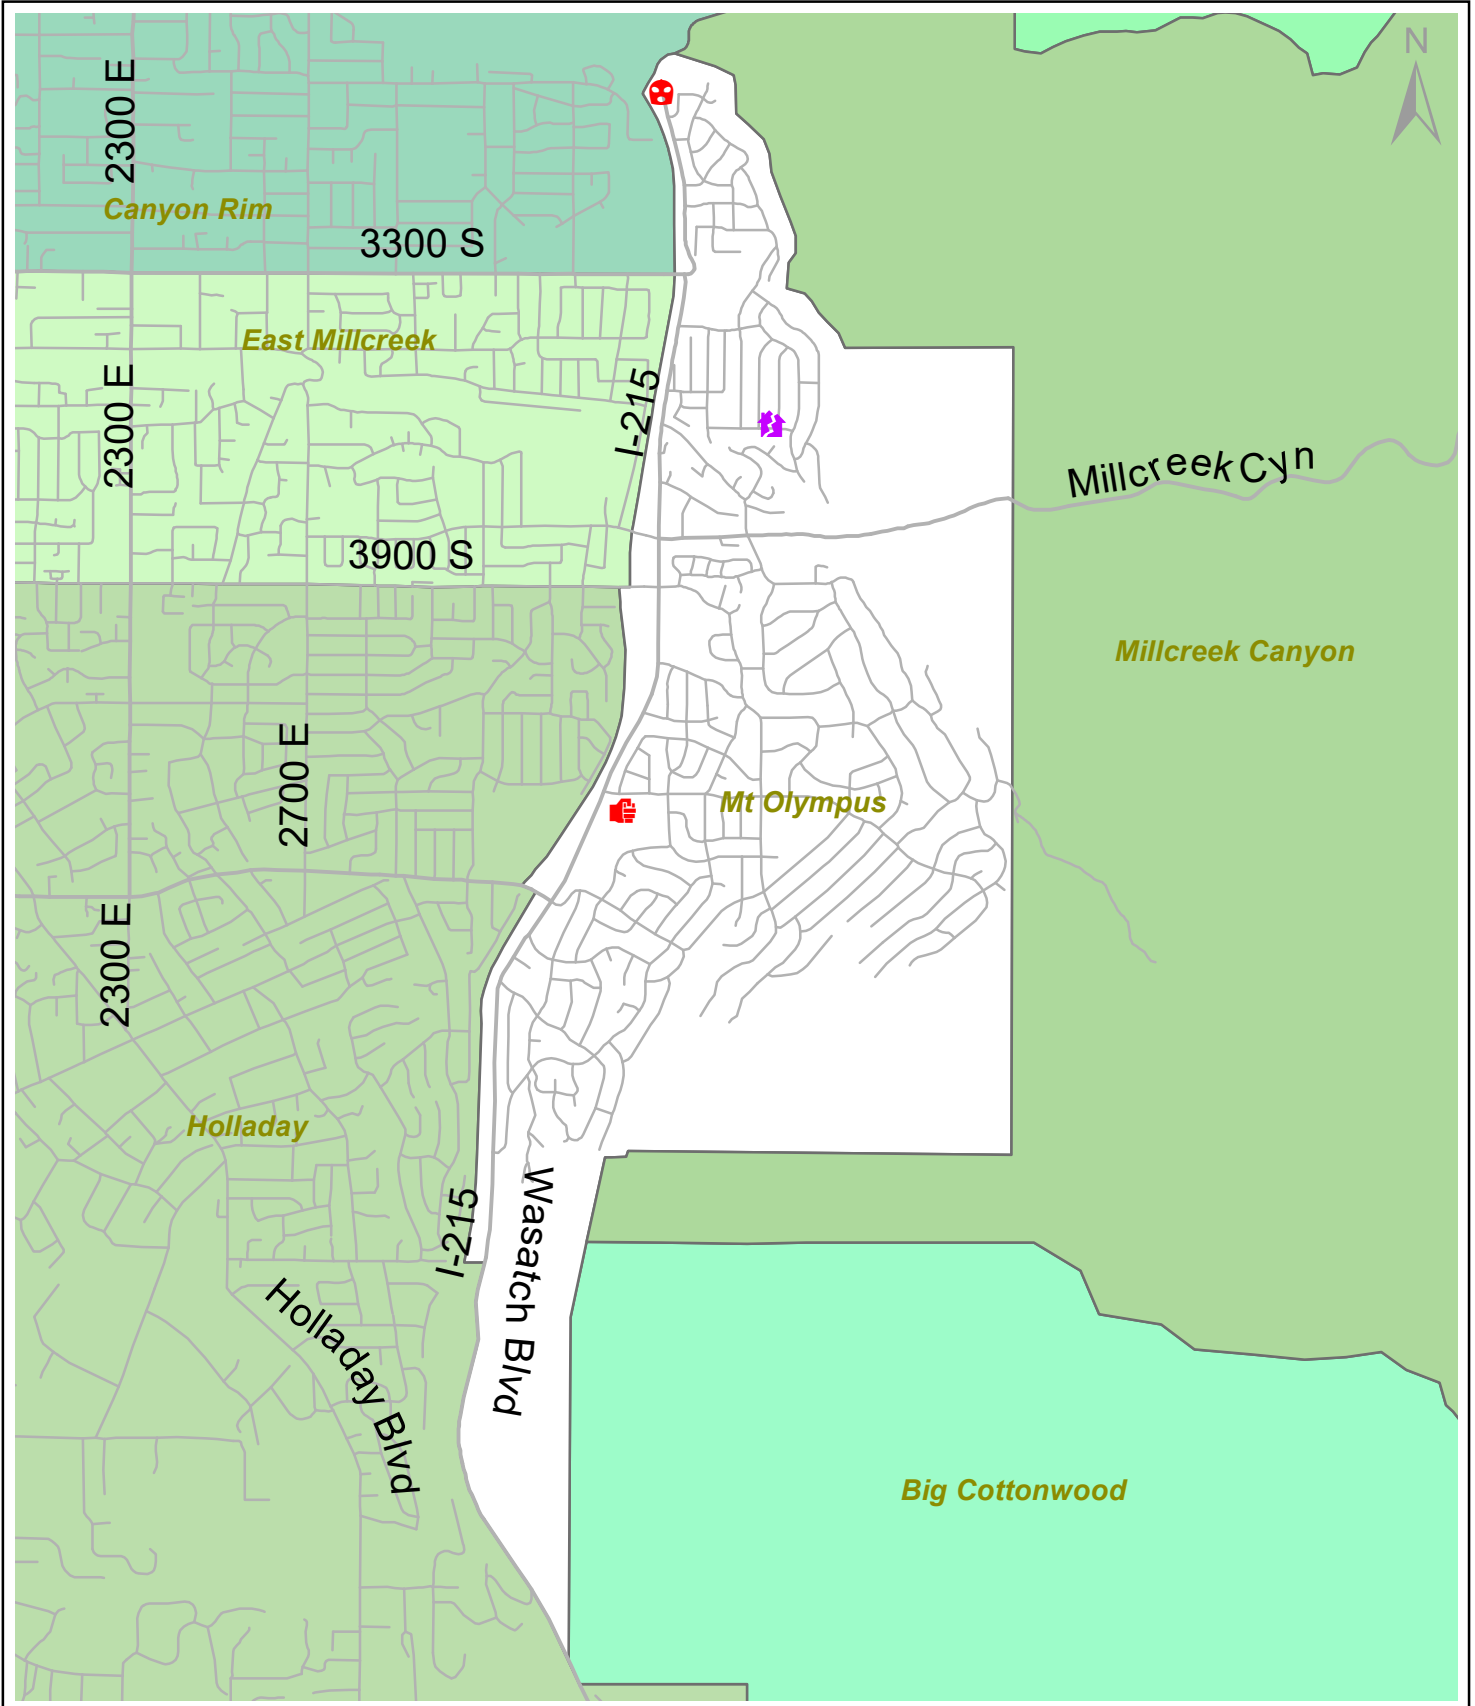 N
2300 E
Canyon Rim
3300 S
East Millcreek
2300 E
I-215
Millcreek Cyn
3900 S
Millcreek Canyon
2700 E
Mt Olympus
2300 E
Holladay
I-215
Wasatch Blvd
Holladay Blvd
Big Cottonwood